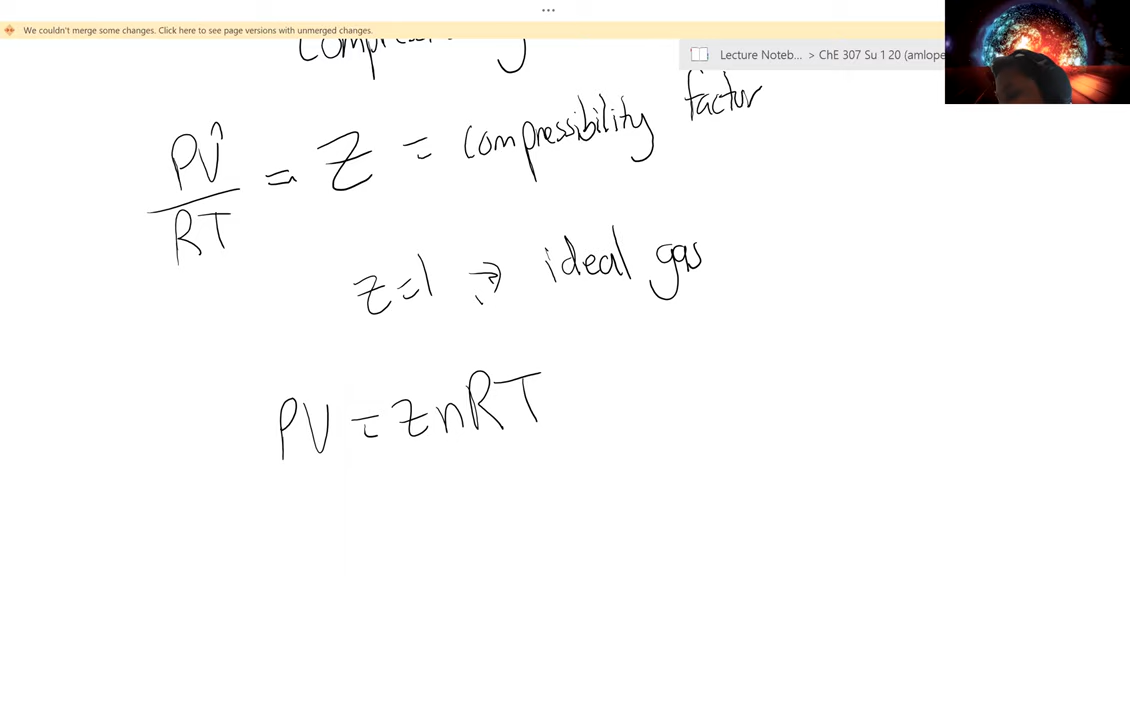 ...
We couldn't merge some changes. Click here to see page versions with unmerged changes.
Lecture Noteb... > ChE 307 Su 1 20 (amlope
PV̂/RT = Z = compressibility factor
z=1 → ideal gas
PV = znRT